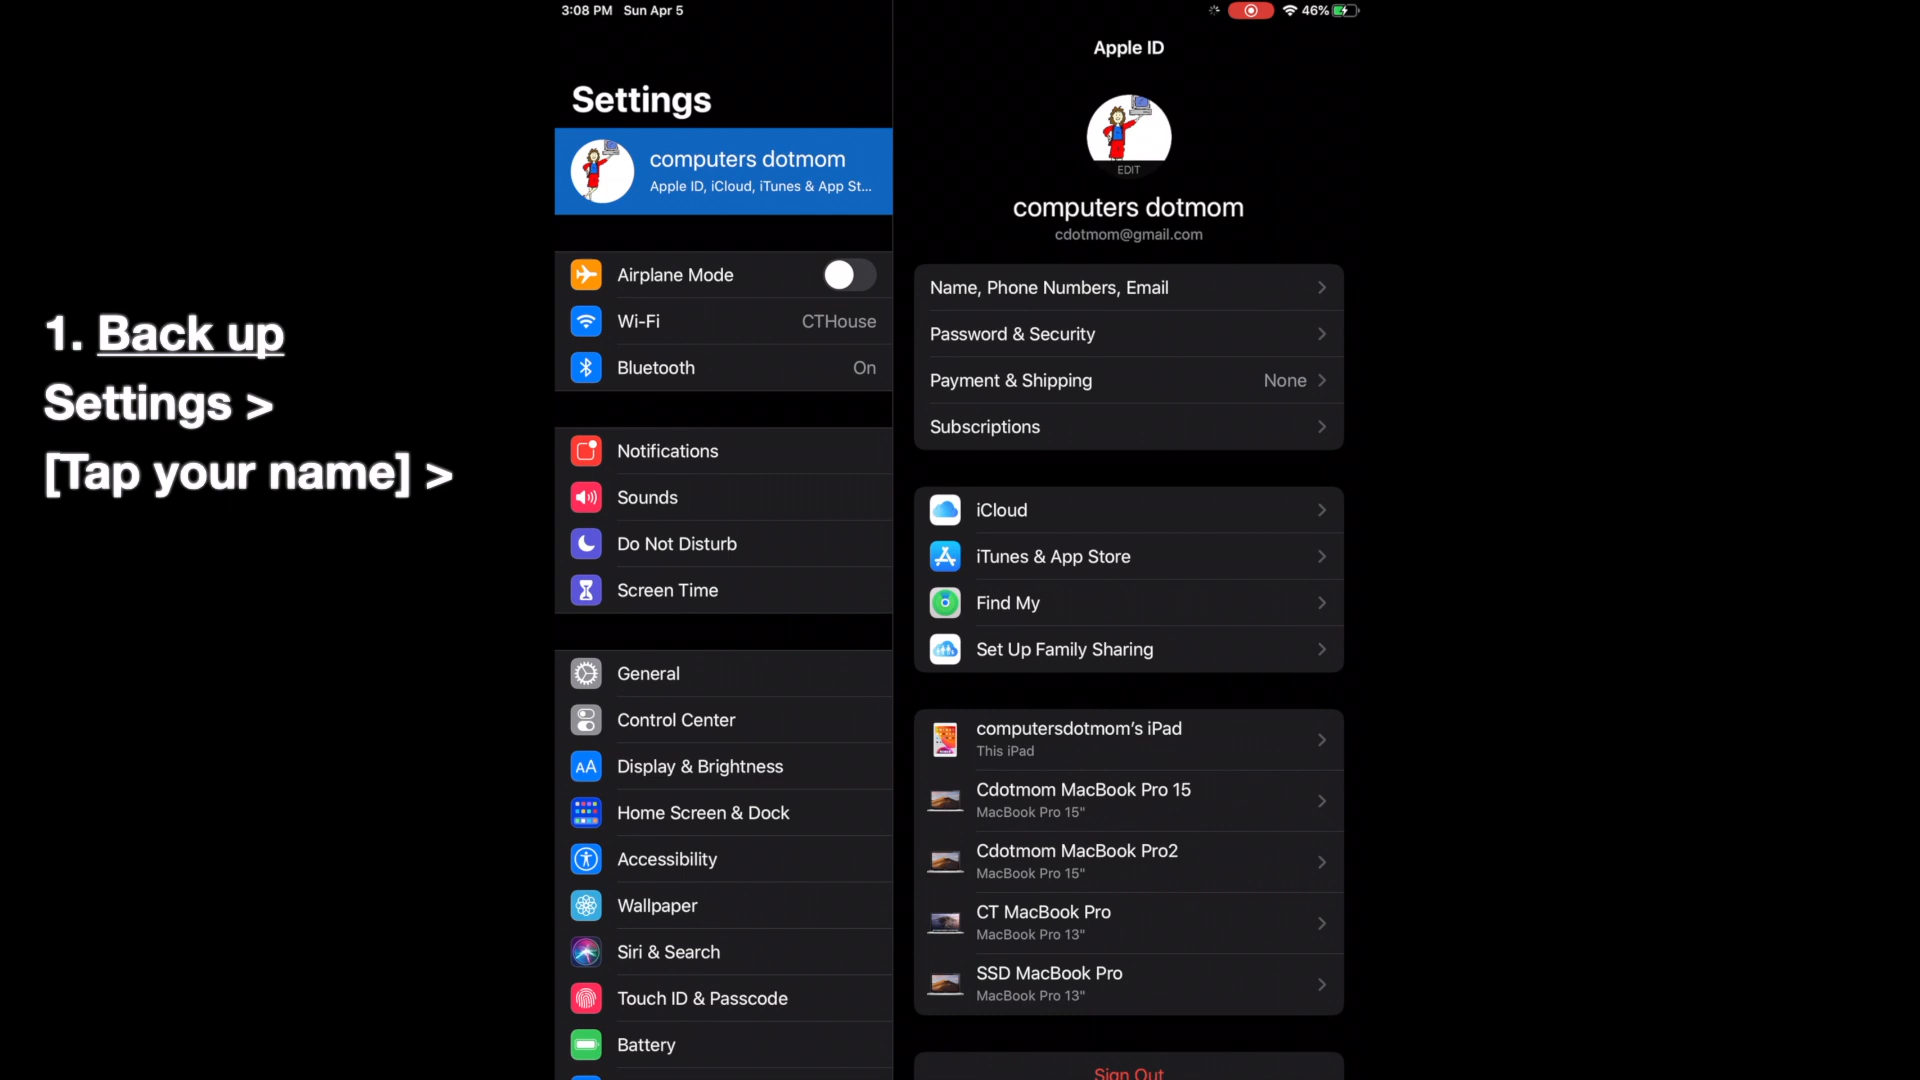 3:08 PM Sun Apr 5
46%
1. Back up
Settings >
[Tap your name] >
Settings
computers dotmom
Apple ID, iCloud, iTunes & App St...
Airplane Mode
Wi-Fi CTHouse
Bluetooth On
Notifications
Sounds
Do Not Disturb
Screen Time
General
Control Center
AA
Display & Brightness
Home Screen & Dock
Accessibility
Wallpaper
Siri & Search
Touch ID & Passcode
Battery
Apple ID
EDIT
computers dotmom
cdotmom@gmail.com
Name, Phone Numbers, Email
Password & Security
Payment & Shipping None
Subscriptions
iCloud
iTunes & App Store
Find My
Set Up Family Sharing
computersdotmom’s iPad
This iPad
Cdotmom MacBook Pro 15
MacBook Pro 15"
Cdotmom MacBook Pro2
MacBook Pro 15"
CT MacBook Pro
MacBook Pro 13"
SSD MacBook Pro
MacBook Pro 13"
Sign Out